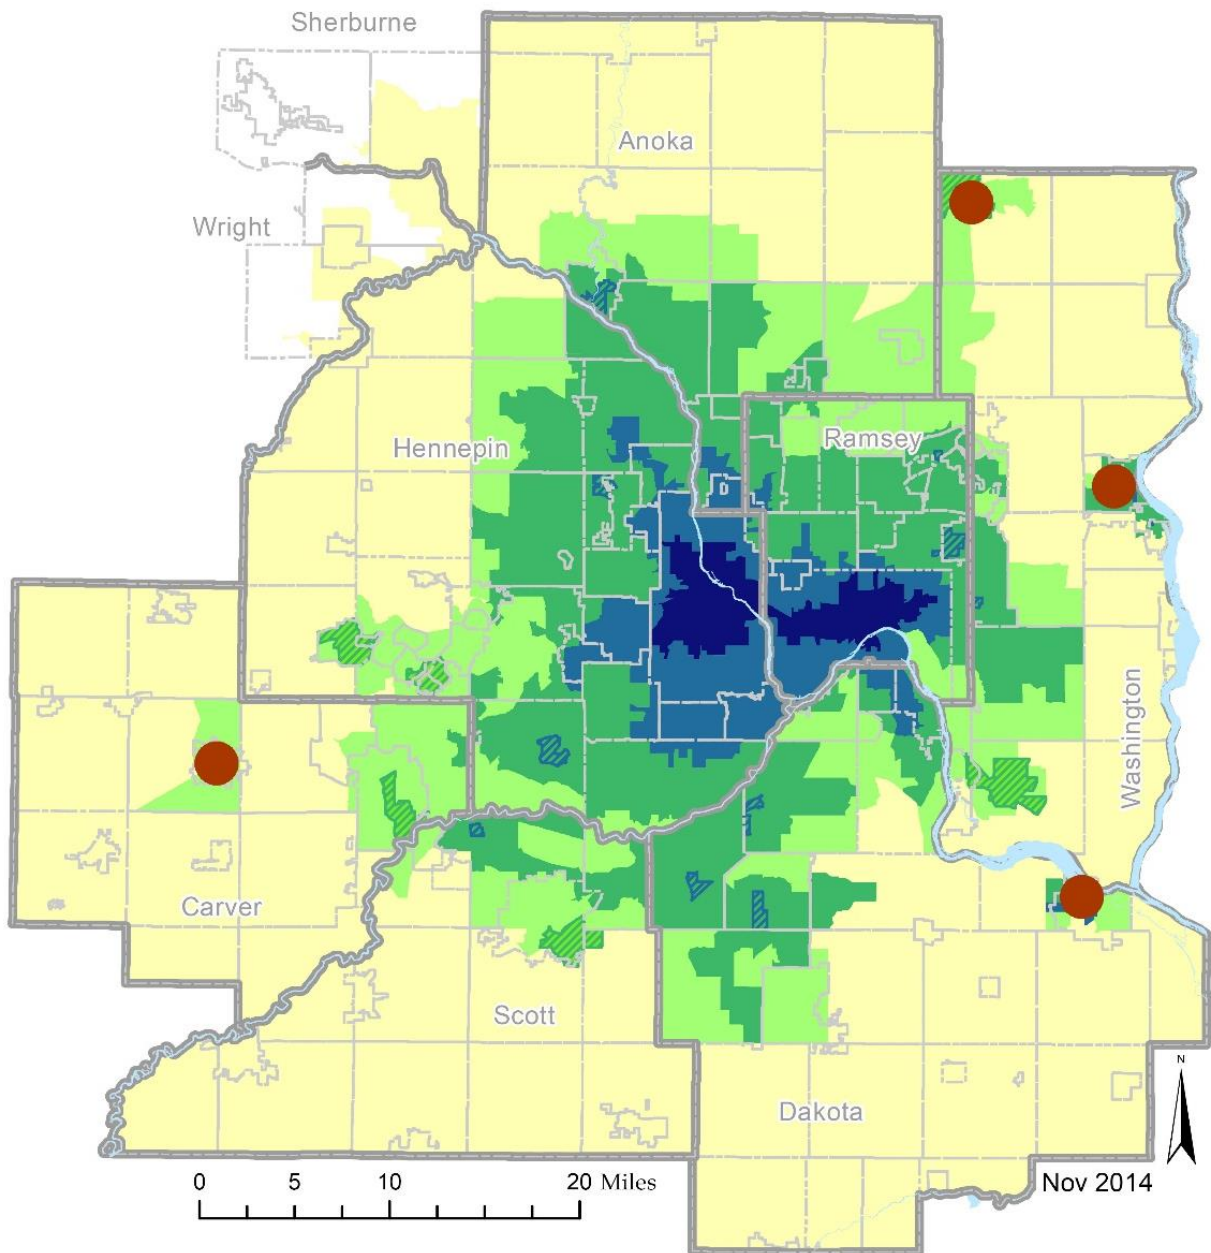 Sherburne
Anoka
Wright
Hennepin
Ramsey
Washington
Carver
Scott
Dakota
N
0 5 10 20 Miles
Nov 2014